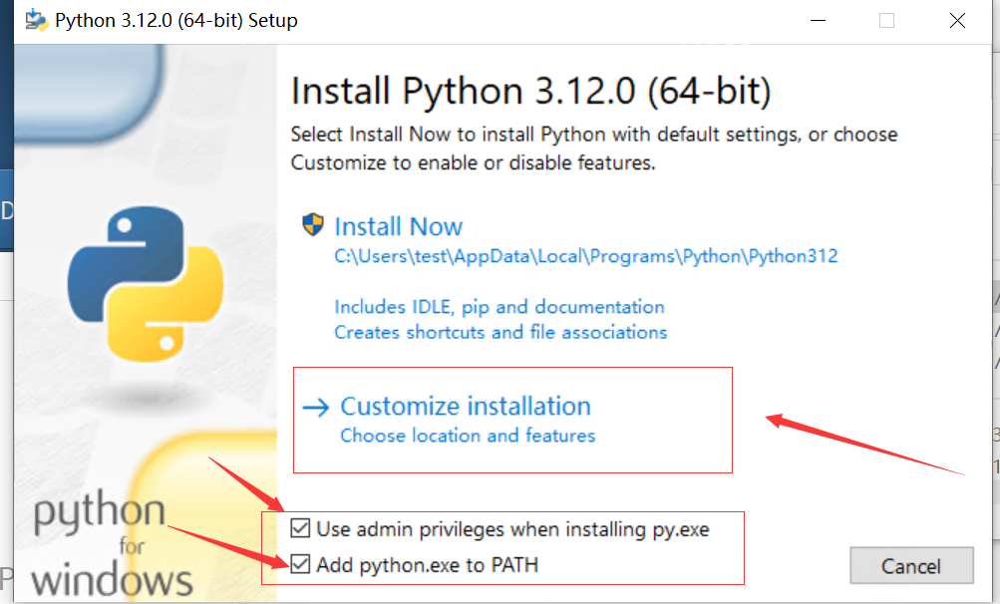 Python 3.12.0 (64-bit) Setup
Install Python 3.12.0 (64-bit)
Select Install Now to install Python with default settings, or choose
Customize to enable or disable features.
Install Now
C:\Users\test\AppData\Local\Programs\Python\Python312
Includes IDLE, pip and documentation
Creates shortcuts and file associations
Customize installation
Choose location and features
python
for
windows
Use admin privileges when installing py.exe
Add python.exe to PATH
Cancel